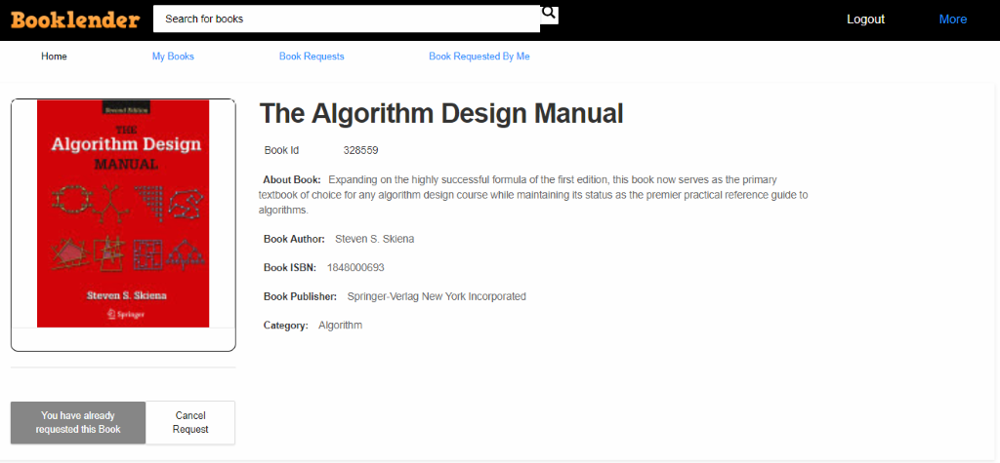 Booklender
Search for books
Logout
More
Home
My Books
Book Requests
Book Requested By Me
Second Edition
THE
Algorithm Design
MANUAL
Steven S. Skiena
Springer
You have already
requested this Book
Cancel
Request
The Algorithm Design Manual
Book Id 328559
About Book: Expanding on the highly successful formula of the first edition, this book now serves as the primary
textbook of choice for any algorithm design course while maintaining its status as the premier practical reference guide to
algorithms.
Book Author: Steven S. Skiena
Book ISBN: 1848000693
Book Publisher: Springer-Verlag New York Incorporated
Category: Algorithm